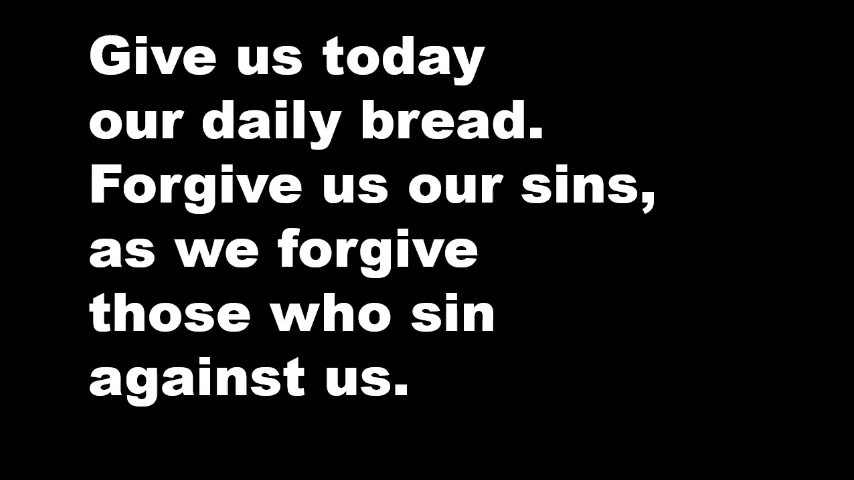 Give us today
our daily bread.
Forgive us our sins,
as we forgive
those who sin
against us.